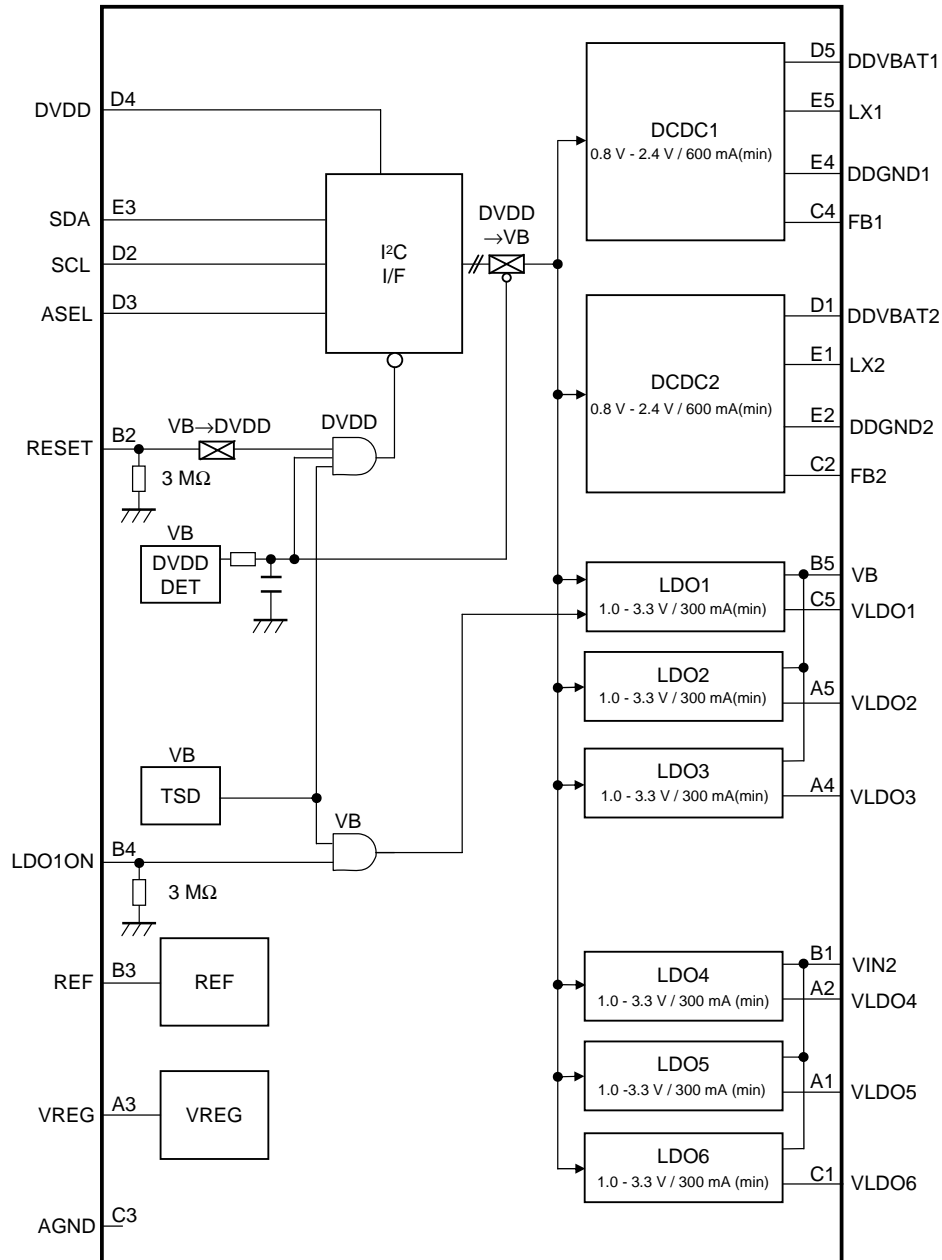 DVDD
D4
SDA
E3
SCL
D2
ASEL
D3
I²C
I/F
DVDD
→VB
RESET
B2
VB→DVDD
DVDD
3 MΩ
VB
DVDD
DET
VB
TSD
VB
LDO1ON
B4
3 MΩ
REF
B3
REF
VREG
A3
VREG
AGND
C3
DCDC1
0.8 V - 2.4 V / 600 mA(min)
D5
DDVBAT1
E5
LX1
E4
DDGND1
C4
FB1
DCDC2
0.8 V - 2.4 V / 600 mA(min)
D1
DDVBAT2
E1
LX2
E2
DDGND2
C2
FB2
LDO1
1.0 - 3.3 V / 300 mA(min)
B5
VB
C5
VLDO1
LDO2
1.0 - 3.3 V / 300 mA(min)
A5
VLDO2
LDO3
1.0 - 3.3 V / 300 mA(min)
A4
VLDO3
LDO4
1.0 - 3.3 V / 300 mA (min)
B1
VIN2
A2
VLDO4
LDO5
1.0 -3.3 V / 300 mA (min)
A1
VLDO5
LDO6
1.0 - 3.3 V / 300 mA (min)
C1
VLDO6